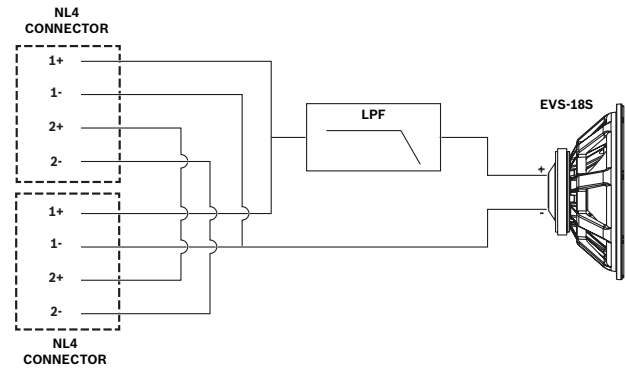 NL4
CONNECTOR
1+
1-
2+
2-
1+
1-
2+
2-
NL4
CONNECTOR
LPF
EVS-18S
+
-